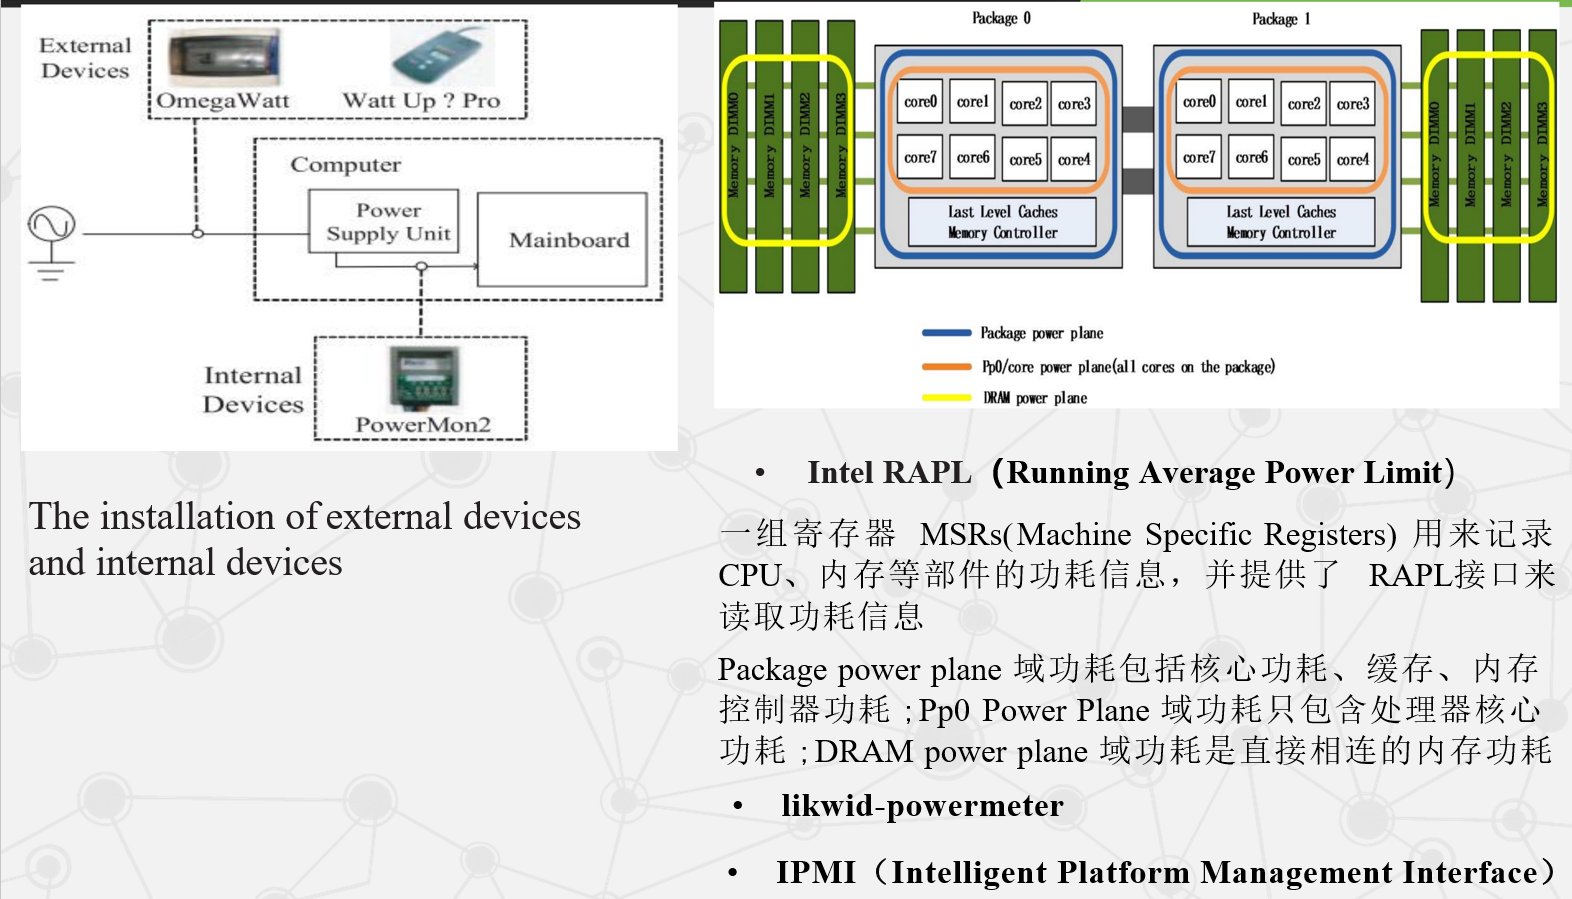 External
Devices
OmegaWatt
Watt Up ? Pro
Computer
Power
Supply Unit
Mainboard
Internal
Devices
PowerMon2
The installation of external devices
and internal devices
Package 0
Package 1
Memory DIMM0
Memory DIMM1
Memory DIMM2
Memory DIMM3
core0
core1
core2
core3
core7
core6
core5
core4
Last Level Caches
Memory Controller
core0
core1
core2
core3
core7
core6
core5
core4
Last Level Caches
Memory Controller
Memory DIMM0
Memory DIMM1
Memory DIMM2
Memory DIMM3
Package power plane
Pp0/core power plane(all cores on the package)
DRAM power plane
• Intel RAPL（Running Average Power Limit）
一组寄存器 MSRs(Machine Specific Registers) 用来记录
CPU、内存等部件的功耗信息，并提供了 RAPL接口来
读取功耗信息
Package power plane 域功耗包括核心功耗、缓存、内存
控制器功耗 ;Pp0 Power Plane 域功耗只包含处理器核心
功耗 ;DRAM power plane 域功耗是直接相连的内存功耗
• likwid-powermeter
• IPMI（Intelligent Platform Management Interface）